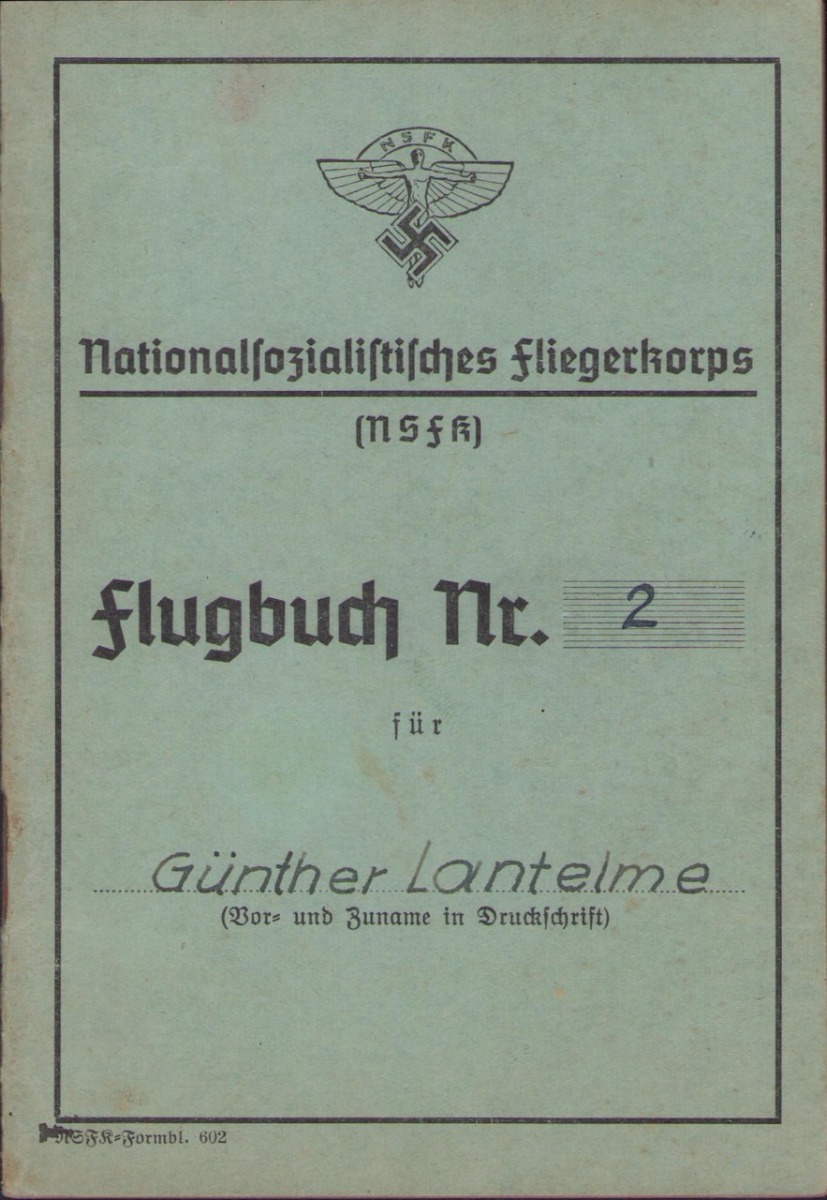 NSFK
Nationalsozialistisches Fliegerkorps
(NSFK)
Flugbuch Nr. 2
für
Günther Lantelme
(Vor- und Zuname in Druckschrift)
NSFK-Formbl. 602